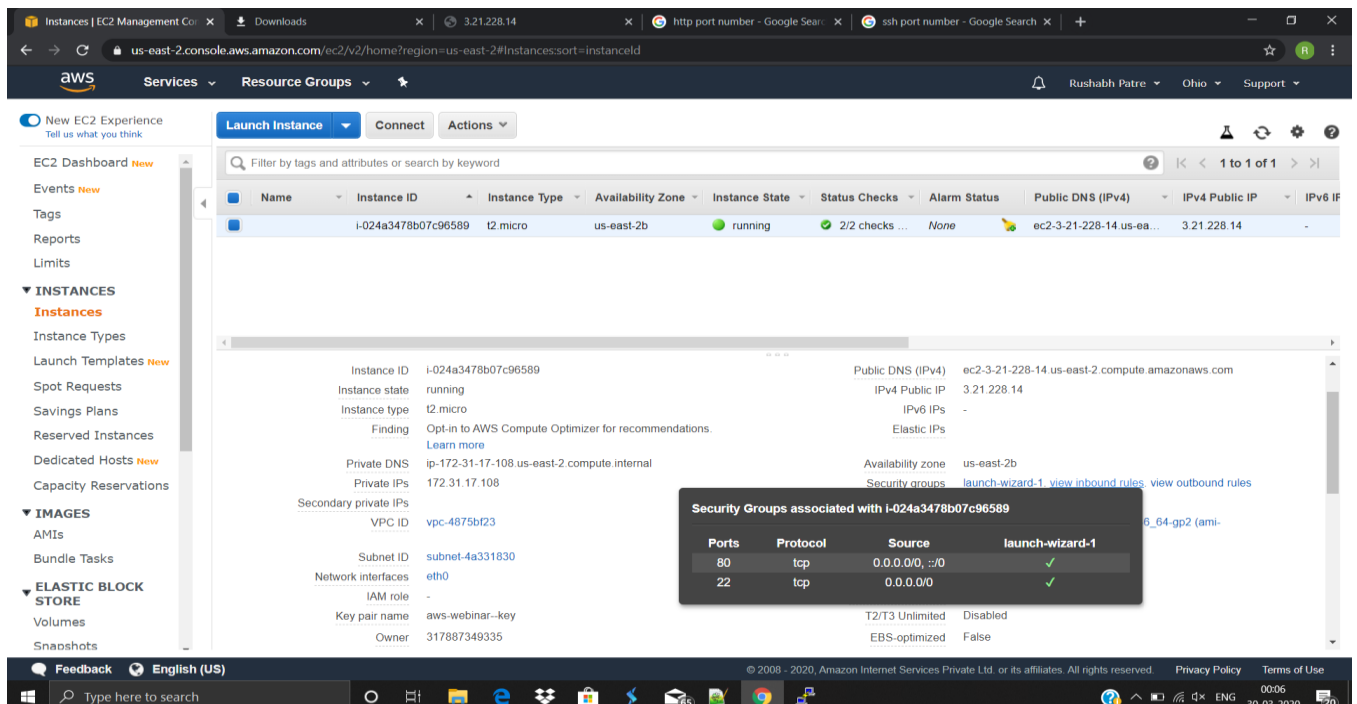 Instances | EC2 Management Con
Downloads
3.21.228.14
http port number - Google Searc
ssh port number - Google Search
us-east-2.console.aws.amazon.com/ec2/v2/home?region=us-east-2#Instances:sort=instanceId
R
aws
Services
Resource Groups
Rushabh Patre
Ohio
Support
New EC2 Experience
Tell us what you think
Launch Instance
Connect
Actions
EC2 Dashboard New
Events New
Tags
Reports
Limits
INSTANCES
Instances
Instance Types
Launch Templates New
Spot Requests
Savings Plans
Reserved Instances
Dedicated Hosts New
Capacity Reservations
IMAGES
AMIs
Bundle Tasks
ELASTIC BLOCK
STORE
Volumes
Snapshots
Filter by tags and attributes or search by keyword
1 to 1 of 1
Name Instance ID Instance Type Availability Zone Instance State Status Checks Alarm Status Public DNS (IPv4) IPv4 Public IP IPv6 IP
i-024a3478b07c96589 t2.micro us-east-2b running 2/2 checks ... None ec2-3-21-228-14.us-ea... 3.21.228.14 -
Instance ID i-024a3478b07c96589
Instance state running
Instance type t2.micro
Finding Opt-in to AWS Compute Optimizer for recommendations.
Learn more
Private DNS ip-172-31-17-108.us-east-2.compute.internal
Private IPs 172.31.17.108
Secondary private IPs
VPC ID vpc-4875bf23
Subnet ID subnet-4a331830
Network interfaces eth0
IAM role -
Key pair name aws-webinar--key
Owner 317887349335
Public DNS (IPv4) ec2-3-21-228-14.us-east-2.compute.amazonaws.com
IPv4 Public IP 3.21.228.14
IPv6 IPs -
Elastic IPs
Availability zone us-east-2b
Security groups launch-wizard-1. view inbound rules. view outbound rules
6_64-gp2 (ami-
Security Groups associated with i-024a3478b07c96589
Ports Protocol Source launch-wizard-1
80 tcp 0.0.0.0/0, ::/0 ✓
22 tcp 0.0.0.0/0 ✓
T2/T3 Unlimited Disabled
EBS-optimized False
Feedback
English (US)
© 2008 - 2020, Amazon Internet Services Private Ltd. or its affiliates. All rights reserved.
Privacy Policy
Terms of Use
Type here to search
65
ENG
00:06
30-03-2020
20